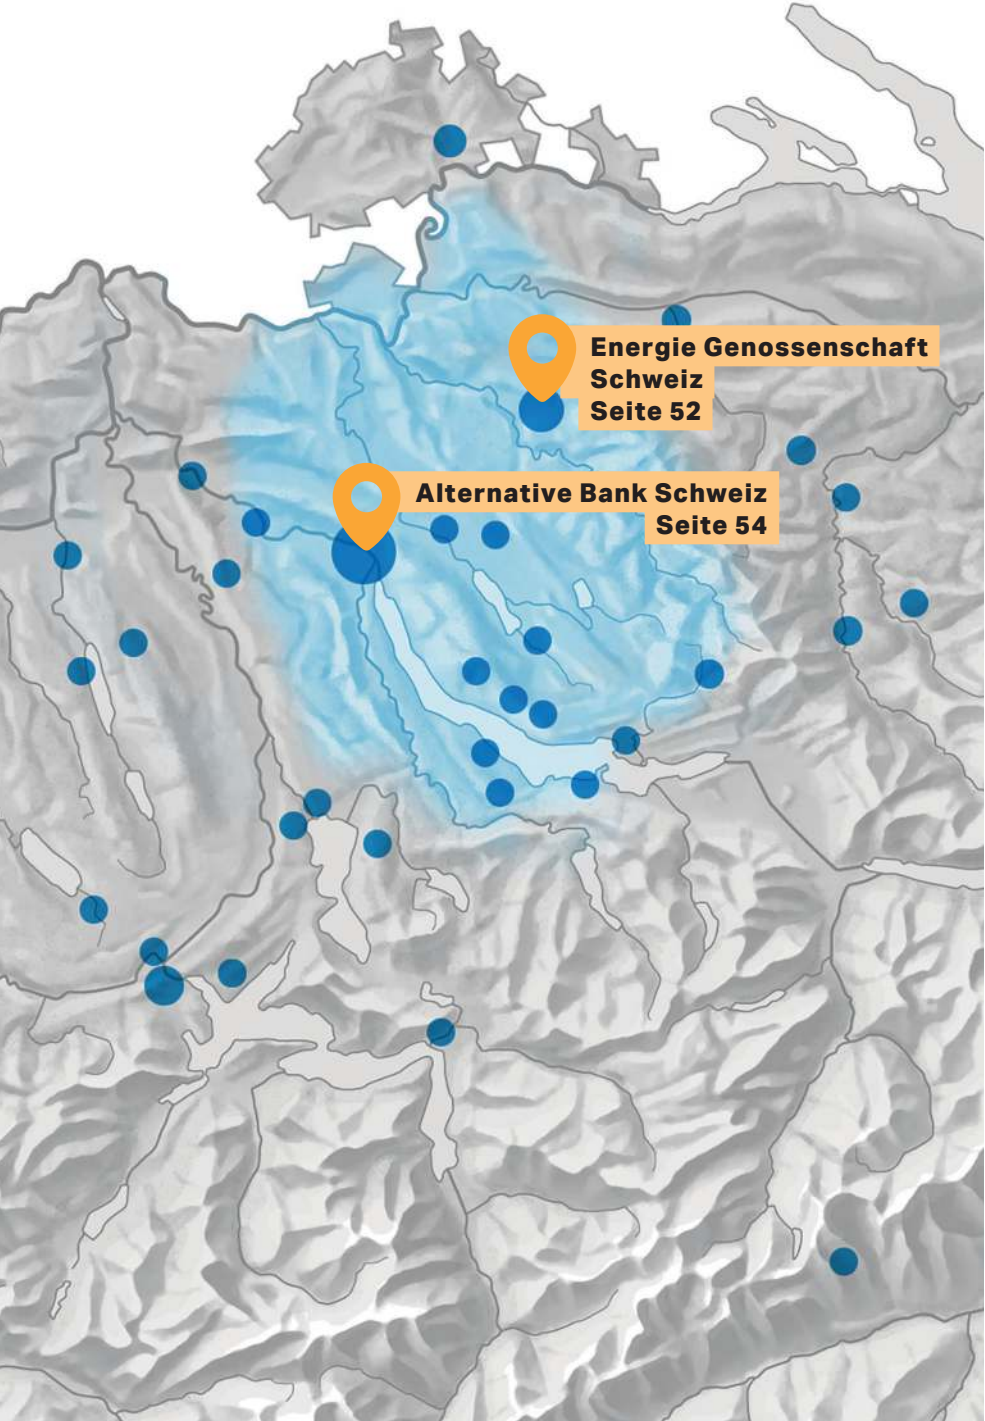 Energie Genossenschaft
Schweiz
Seite 52
Alternative Bank Schweiz
Seite 54